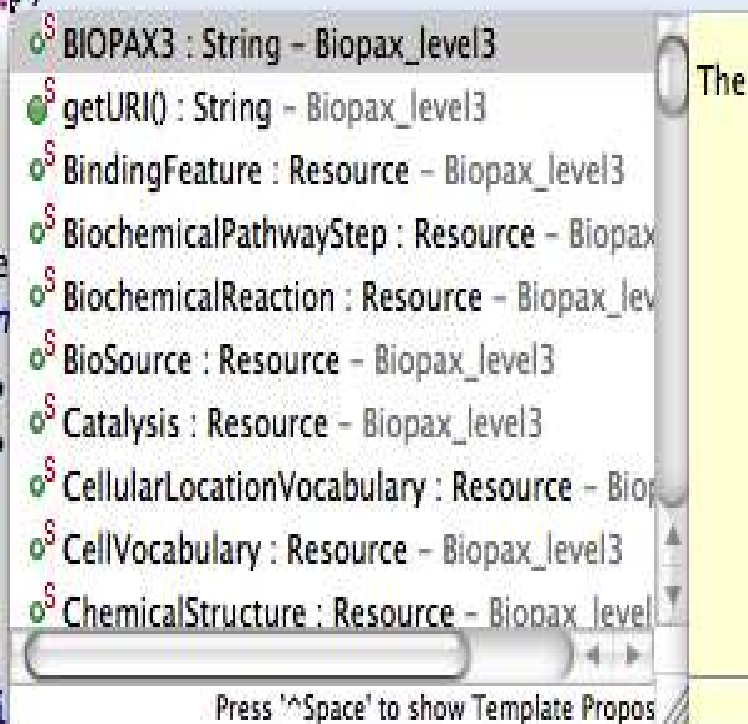 BIOPAX3 : String – Biopax_level3
getURI() : String – Biopax_level3
The
BindingFeature : Resource – Biopax_level3
BiochemicalPathwayStep : Resource – Biopax
BiochemicalReaction : Resource – Biopax_lev
BioSource : Resource – Biopax_level3
Catalysis : Resource – Biopax_level3
CellularLocationVocabulary : Resource – Biop
CellVocabulary : Resource – Biopax_level3
ChemicalStructure : Resource – Biopax_level
Press '^Space' to show Template Propos